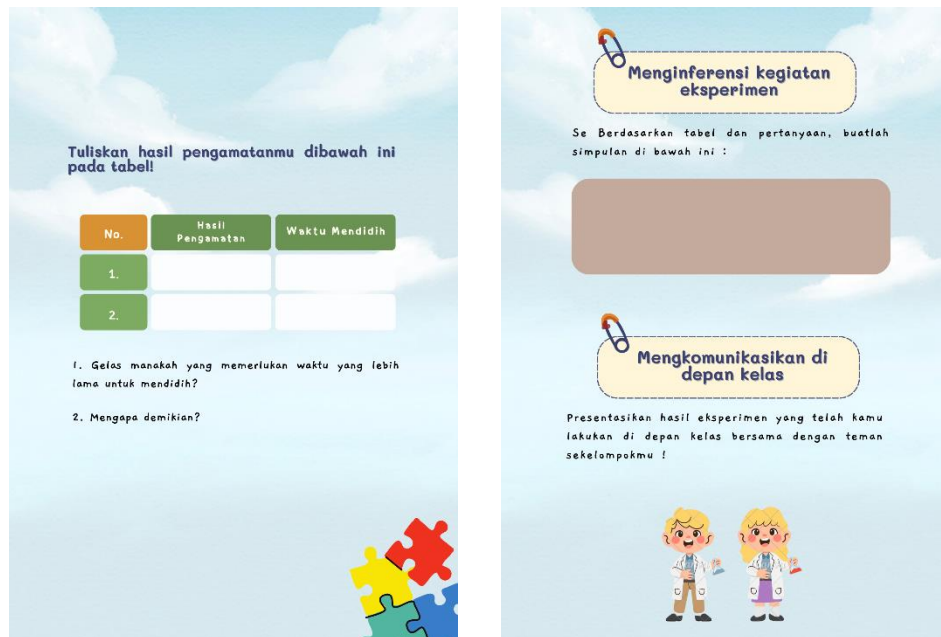 Tuliskan hasil pengamatanmu dibawah ini
pada tabel!
No.
Hasil
Pengamatan
Waktu Mendidih
1.
2.
1. Gelas manakah yang memerlukan waktu yang lebih
lama untuk mendidih?
2. Mengapa demikian?
Menginferensi kegiatan
eksperimen
Se Berdasarkan tabel dan pertanyaan, buatlah
simpulan di bawah ini :
Mengkomunikasikan di
depan kelas
Presentasikan hasil eksperimen yang telah kamu
lakukan di depan kelas bersama dengan teman
sekelompokmu !